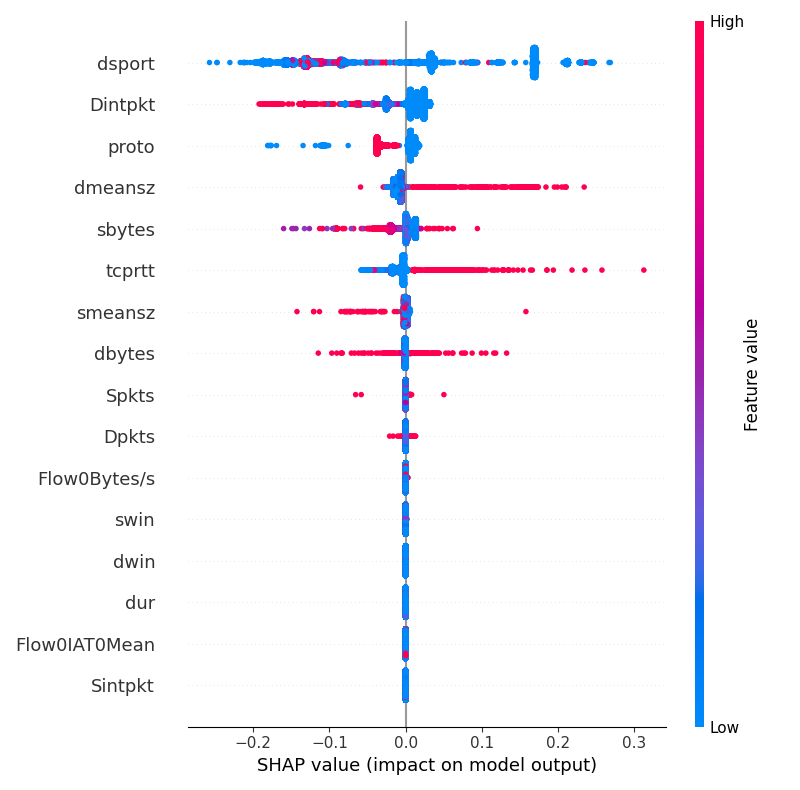 High
dsport
Dintpkt
proto
dmeansz
sbytes
tcprtt
smeansz
dbytes
Spkts
Dpkts
Flow0Bytes/s
swin
dwin
dur
Flow0IAT0Mean
Sintpkt
Feature value
Low
−0.2 −0.1 0.0 0.1 0.2 0.3
SHAP value (impact on model output)